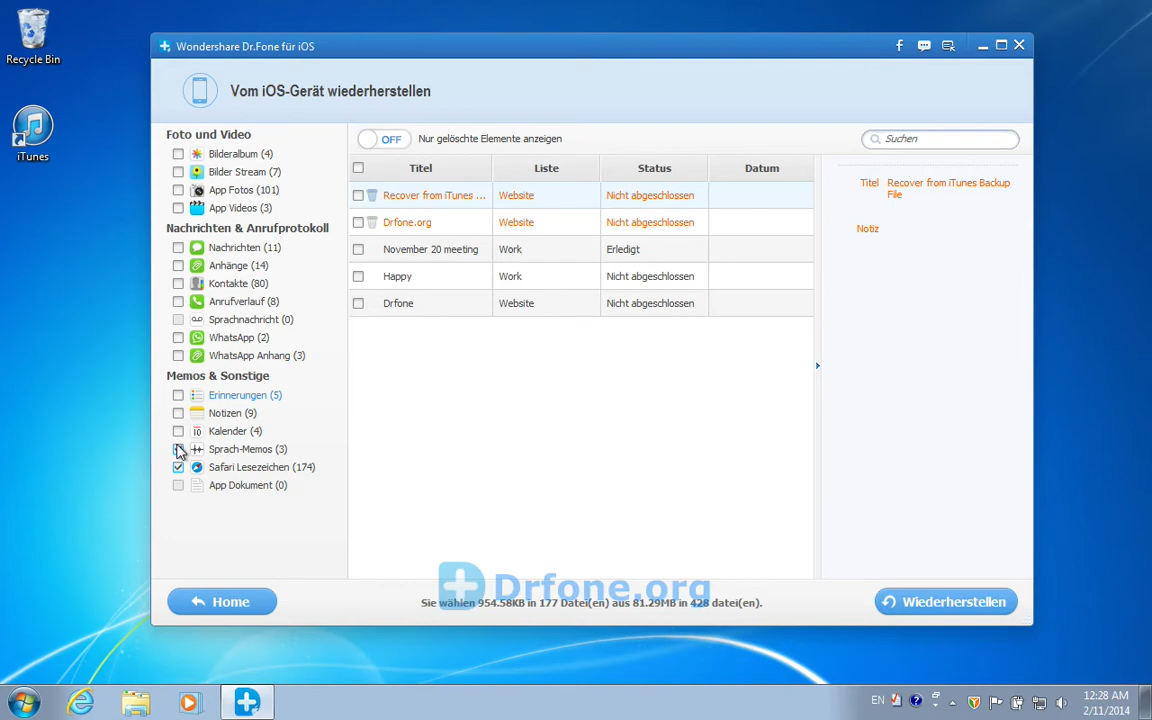 Recycle Bin
iTunes
Wondershare Dr.Fone für iOS
Vom iOS-Gerät wiederherstellen
Foto und Video
Bilderalbum (4)
Bilder Stream (7)
App Fotos (101)
App Videos (3)
Nachrichten & Anrufprotokoll
Nachrichten (11)
Anhänge (14)
Kontakte (80)
Anrufverlauf (8)
Sprachnachricht (0)
WhatsApp (2)
WhatsApp Anhang (3)
Memos & Sonstige
Erinnerungen (5)
Notizen (9)
Kalender (4)
Sprach-Memos (3)
Safari Lesezeichen (174)
App Dokument (0)
OFF Nur gelöschte Elemente anzeigen
Suchen
Titel Liste Status Datum
Recover from iTunes ... Website Nicht abgeschlossen
Drfone.org Website Nicht abgeschlossen
November 20 meeting Work Erledigt
Happy Work Nicht abgeschlossen
Drfone Website Nicht abgeschlossen
Titel Recover from iTunes Backup
File
Notiz
Drfone.org
Home
Sie wählen 954.58KB in 177 Datei(en) aus 81.29MB in 428 datei(en).
Wiederherstellen
EN
12:28 AM
2/11/2014